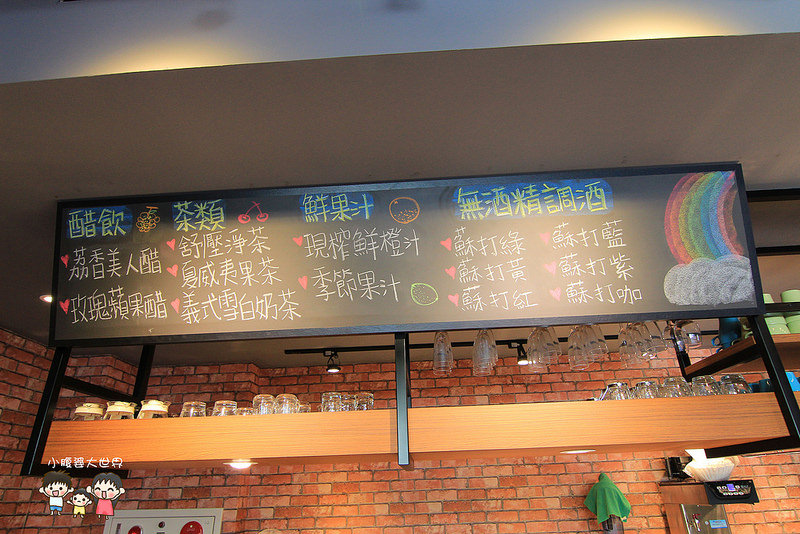 醋飲
荔香美人醋
玫瑰蘋果醋
茶類
舒壓淨茶
夏威夷果茶
義式雪白奶茶
鮮果汁
現榨鮮橙汁
季節果汁
無酒精調酒
蘇打綠
蘇打黃
蘇打紅
蘇打藍
蘇打紫
蘇打咖
小腹婆大世界